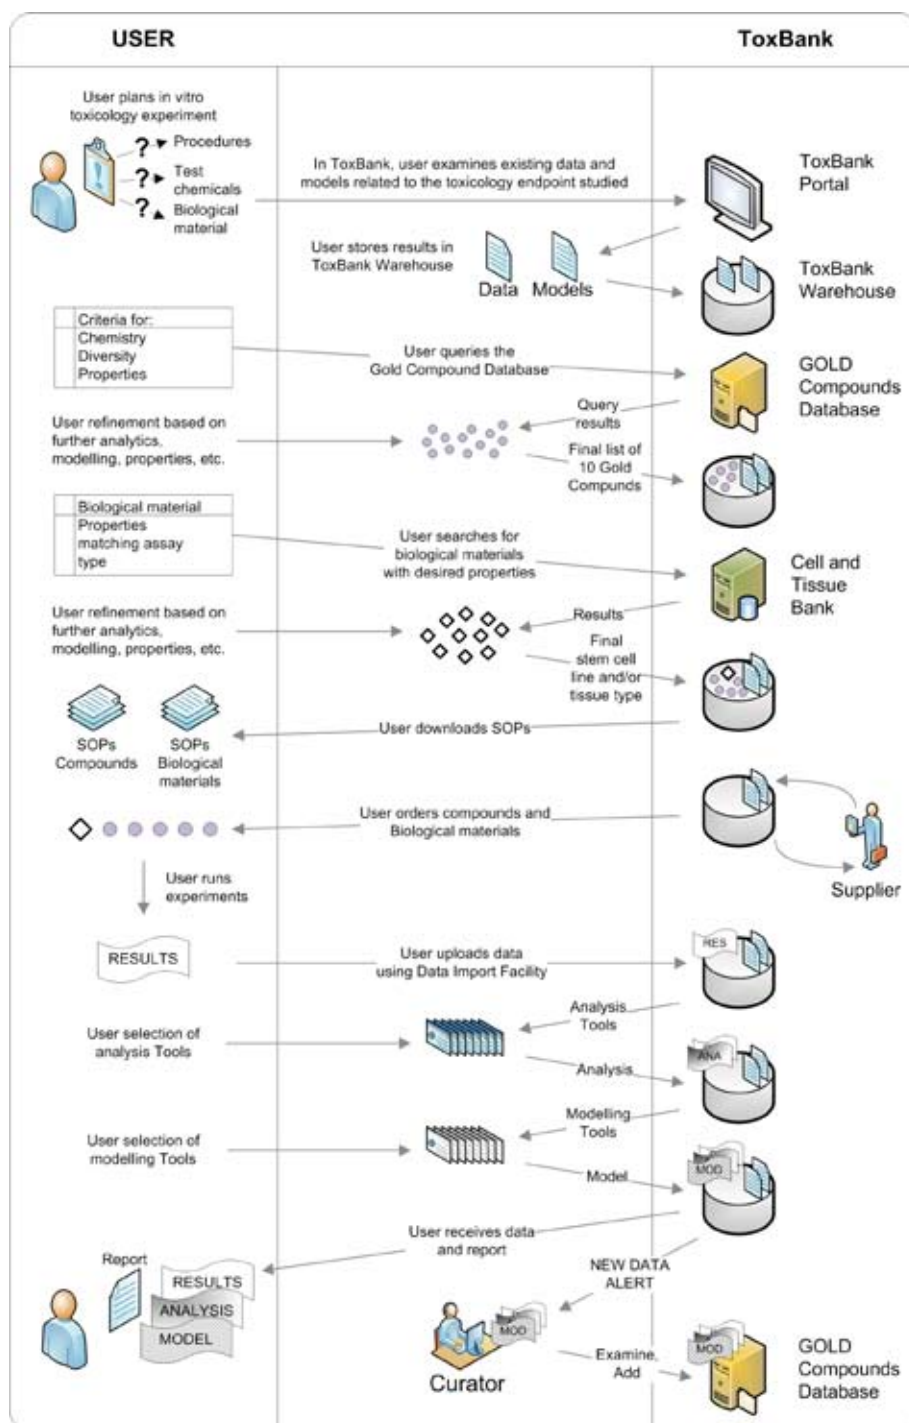 USER
ToxBank
User plans in vitro
toxicology experiment
?
Procedures
?
Test
chemicals
?
Biological
material
!
In ToxBank, user examines existing data and
models related to the toxicology endpoint studied
ToxBank
Portal
User stores results in
ToxBank Warehouse
Data
Models
ToxBank
Warehouse
Criteria for:
Chemistry
Diversity
Properties
User queries the
Gold Compound Database
GOLD
Compounds
Database
Query
results
User refinement based on
further analytics,
modelling, properties, etc.
Final list of
10 Gold
Compunds
Biological material
Properties
matching assay
type
User searches for
biological materials
with desired properties
Cell and
Tissue
Bank
User refinement based on
further analytics,
modelling, properties, etc.
Results
Final
stem cell
line and/or
tissue type
User downloads SOPs
SOPs
Compounds
SOPs
Biological
materials
User orders compounds and
Biological materials
Supplier
User runs
experiments
RESULTS
User uploads data
using Data Import Facility
RES
Analysis
Tools
User selection of
analysis Tools
Analysis
ANA
Modelling
Tools
User selection of
modelling Tools
Model
MOD
User receives data
and report
Report
RESULTS
ANALYSIS
MODEL
NEW DATA
ALERT
MOD
Curator
Examine,
Add
MOD
GOLD
Compounds
Database